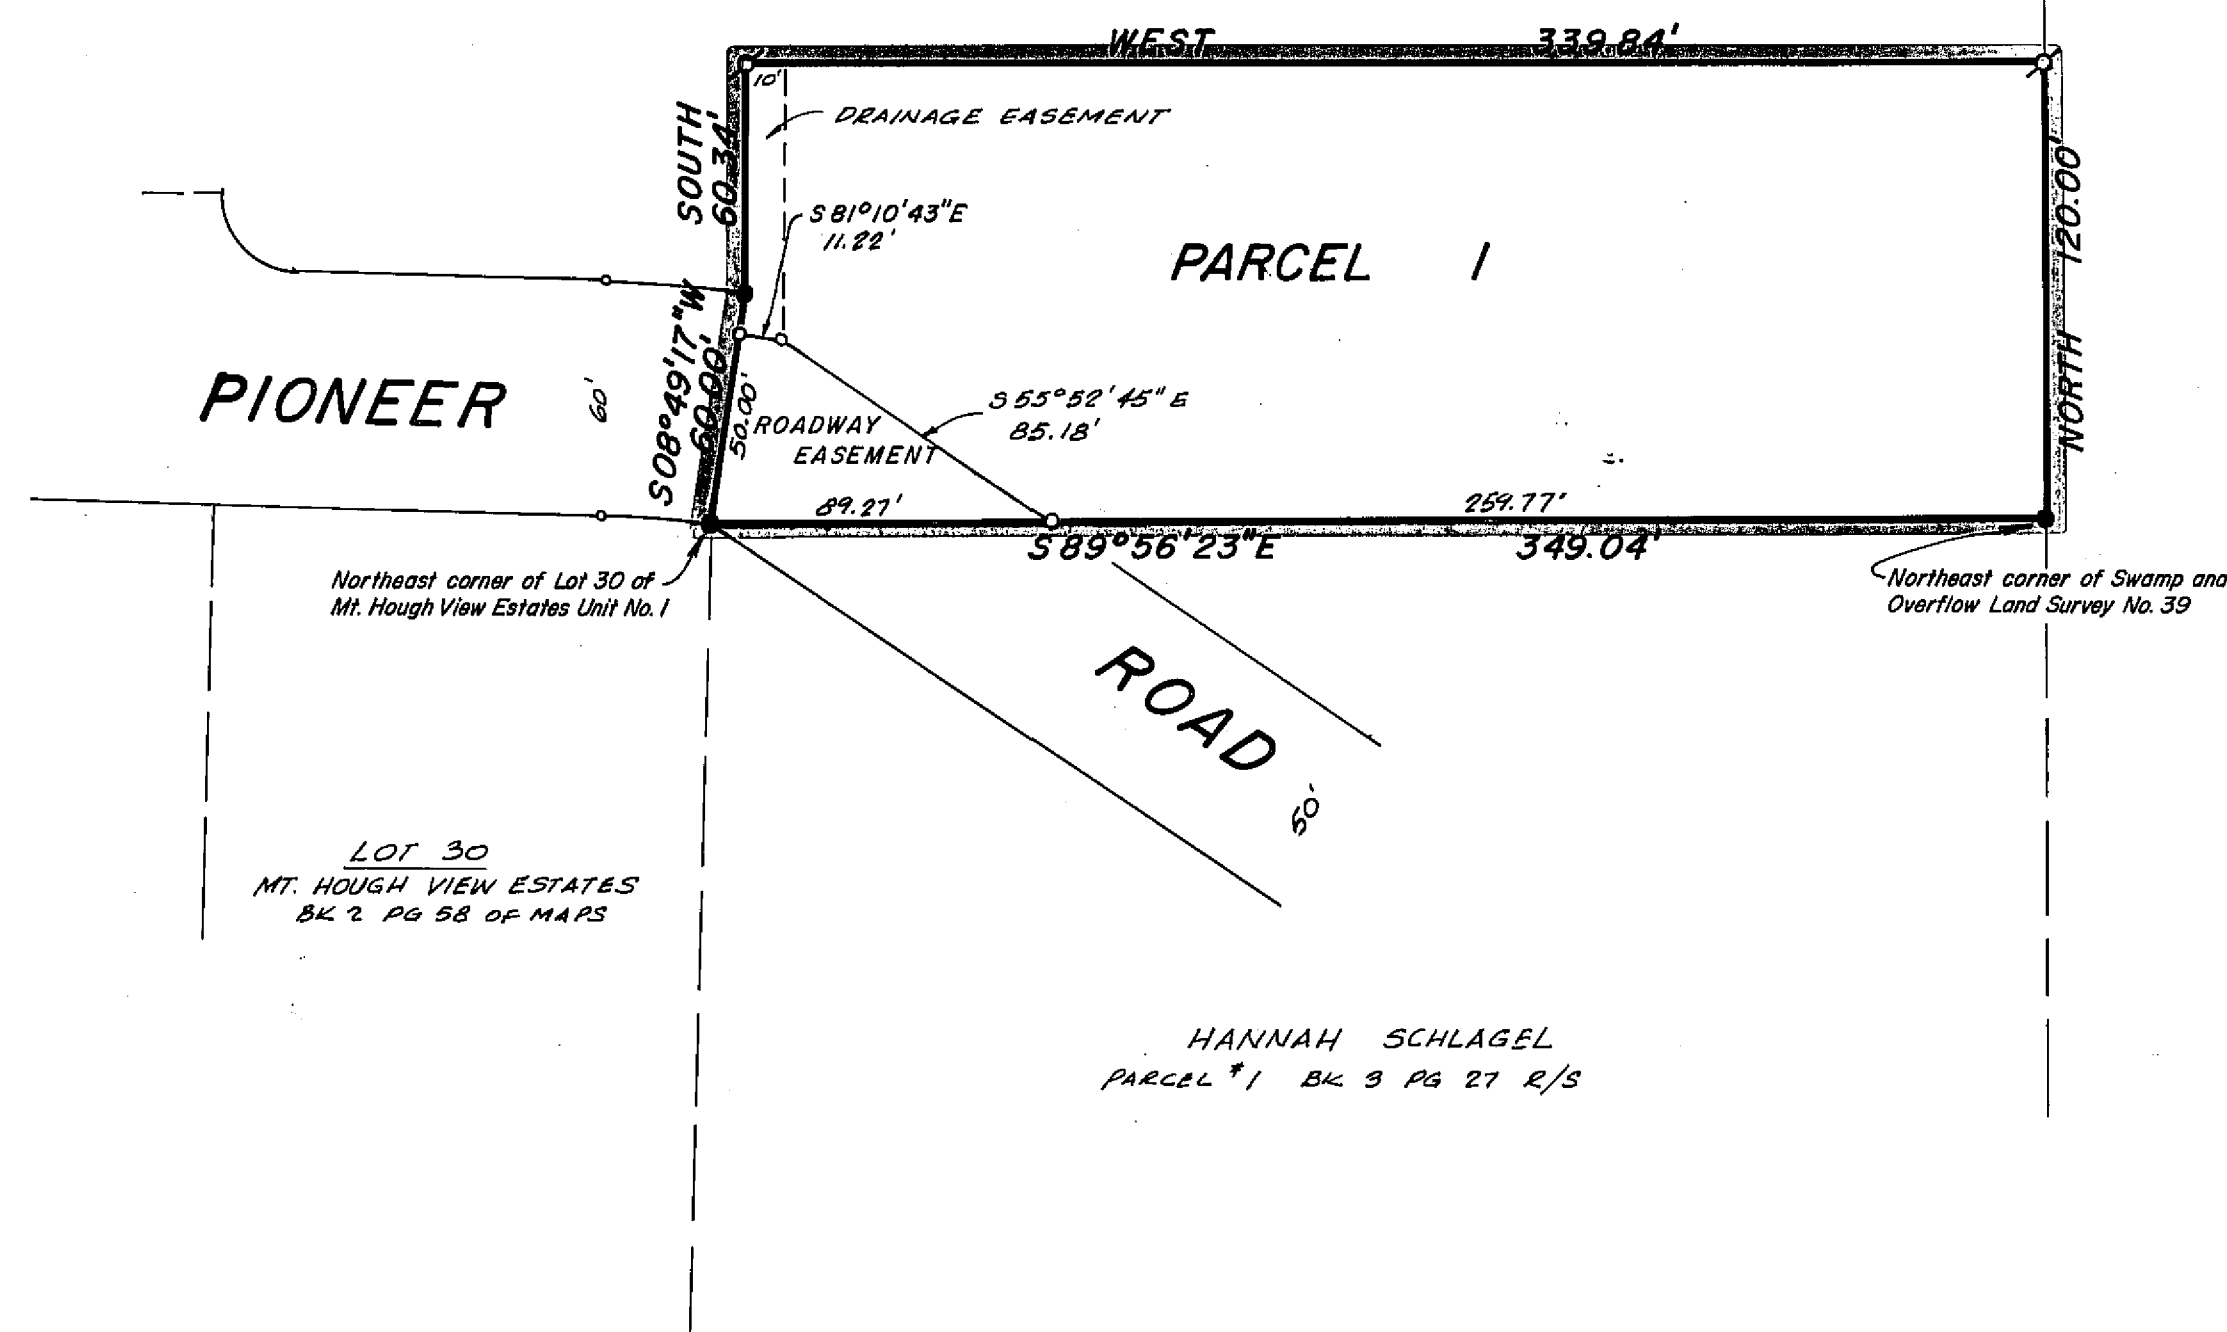 WEST 339.84'
10'
DRAINAGE EASEMENT
SOUTH
60.34'
120.00'
NORTH
S 81°10'43"E
11.22'
PARCEL 1
S08°49'17"W
60.00'
50.00'
PIONEER
60'
S 55°52'45" E
85.18'
ROADWAY
EASEMENT
89.27'
259.77'
S 89°56'23"E 349.04'
Northeast corner of Lot 30 of
Mt. Hough View Estates Unit No. 1
Northeast corner of Swamp and
Overflow Land Survey No. 39
ROAD
LOT 30
MT. HOUGH VIEW ESTATES
BK 2 PG 58 OF MAPS
HANNAH SCHLAGEL
PARCEL #1 BK 3 PG 27 R/S